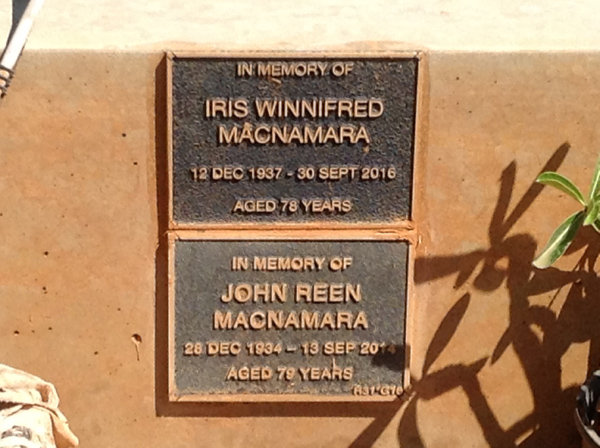 IN MEMORY OF
IRIS WINNIFRED
MACNAMARA
12 DEC 1937 - 30 SEPT 2016
AGED 78 YEARS
IN MEMORY OF
JOHN REEN
MACNAMARA
28 DEC 1934 - 13 SEP 2014
AGED 79 YEARS